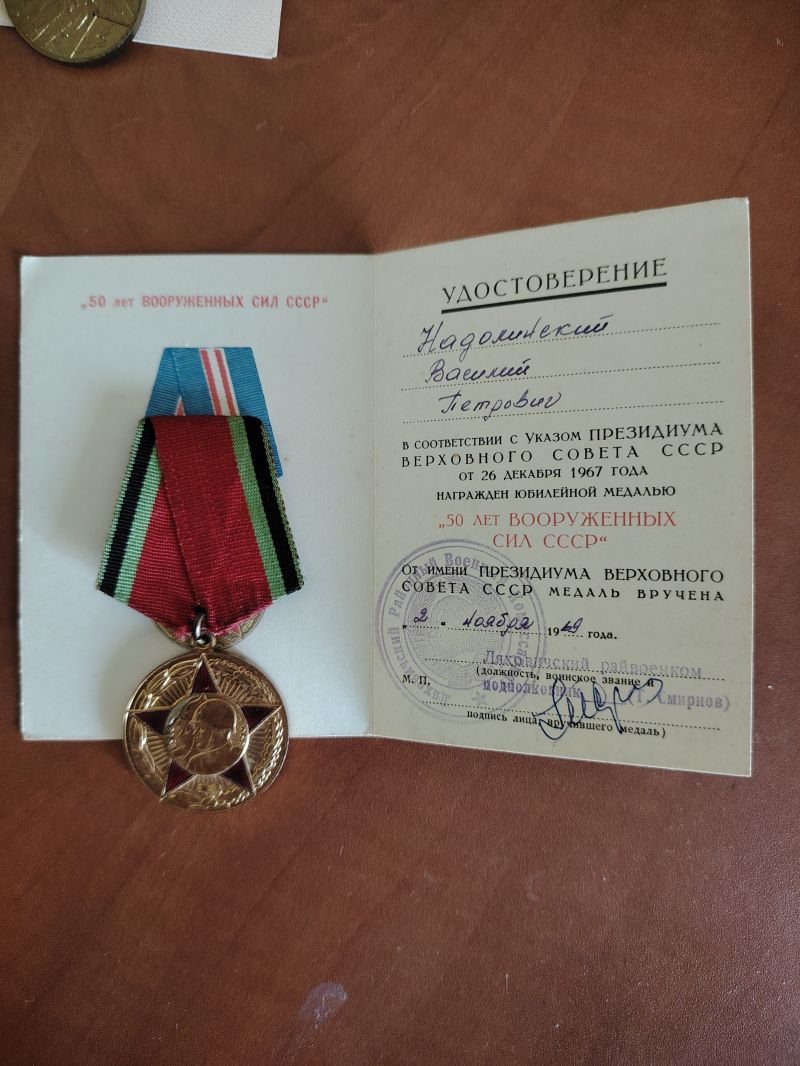 „50 лет ВООРУЖЕННЫХ СИЛ СССР“
УДОСТОВЕРЕНИЕ
Надолинский
Василий
Петрович
В СООТВЕТСТВИИ С УКАЗОМ ПРЕЗИДИУМА
ВЕРХОВНОГО СОВЕТА СССР
ОТ 26 ДЕКАБРЯ 1967 ГОДА
НАГРАЖДЕН ЮБИЛЕЙНОЙ МЕДАЛЬЮ
„50 ЛЕТ ВООРУЖЕННЫХ
СИЛ СССР“
ОТ ИМЕНИ ПРЕЗИДИУМА ВЕРХОВНОГО
СОВЕТА СССР МЕДАЛЬ ВРУЧЕНА
„2“ ноября 1969 года.
Ляховичский райвоенком
(должность, воинское звание и
М. П. подполковник (Т. Смирнов)
подпись лица, вручившего медаль)